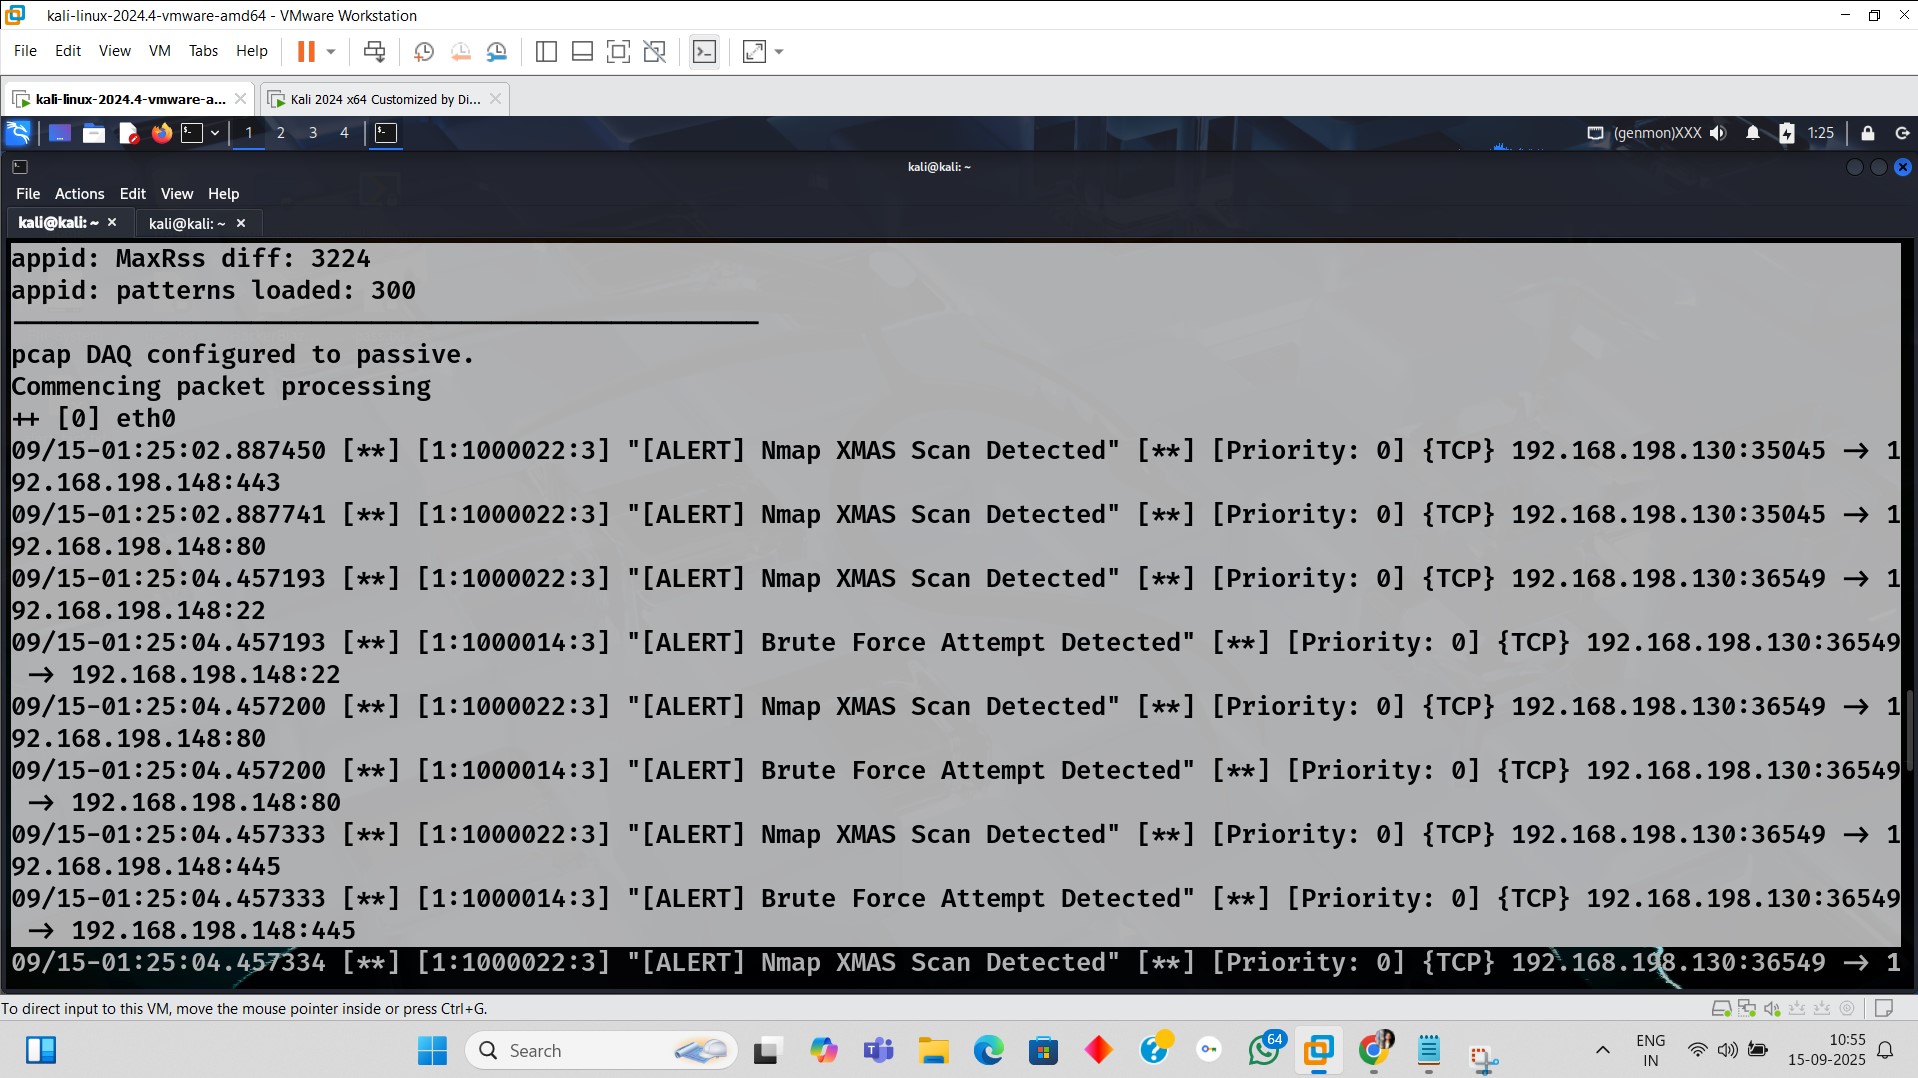 kali-linux-2024.4-vmware-amd64 - VMware Workstation
File Edit View VM Tabs Help
kali-linux-2024.4-vmware-a... Kali 2024 x64 Customized by Di...
1 2 3 4 (genmon)XXX 1:25
kali@kali: ~
File Actions Edit View Help
kali@kali: ~ kali@kali: ~
appid: MaxRss diff: 3224
appid: patterns loaded: 300
pcap DAQ configured to passive.
Commencing packet processing
++ [0] eth0
09/15-01:25:02.887450 [**] [1:1000022:3] "[ALERT] Nmap XMAS Scan Detected" [**] [Priority: 0] {TCP} 192.168.198.130:35045 → 1
92.168.198.148:443
09/15-01:25:02.887741 [**] [1:1000022:3] "[ALERT] Nmap XMAS Scan Detected" [**] [Priority: 0] {TCP} 192.168.198.130:35045 → 1
92.168.198.148:80
09/15-01:25:04.457193 [**] [1:1000022:3] "[ALERT] Nmap XMAS Scan Detected" [**] [Priority: 0] {TCP} 192.168.198.130:36549 → 1
92.168.198.148:22
09/15-01:25:04.457193 [**] [1:1000014:3] "[ALERT] Brute Force Attempt Detected" [**] [Priority: 0] {TCP} 192.168.198.130:36549
→ 192.168.198.148:22
09/15-01:25:04.457200 [**] [1:1000022:3] "[ALERT] Nmap XMAS Scan Detected" [**] [Priority: 0] {TCP} 192.168.198.130:36549 → 1
92.168.198.148:80
09/15-01:25:04.457200 [**] [1:1000014:3] "[ALERT] Brute Force Attempt Detected" [**] [Priority: 0] {TCP} 192.168.198.130:36549
→ 192.168.198.148:80
09/15-01:25:04.457333 [**] [1:1000022:3] "[ALERT] Nmap XMAS Scan Detected" [**] [Priority: 0] {TCP} 192.168.198.130:36549 → 1
92.168.198.148:445
09/15-01:25:04.457333 [**] [1:1000014:3] "[ALERT] Brute Force Attempt Detected" [**] [Priority: 0] {TCP} 192.168.198.130:36549
→ 192.168.198.148:445
09/15-01:25:04.457334 [**] [1:1000022:3] "[ALERT] Nmap XMAS Scan Detected" [**] [Priority: 0] {TCP} 192.168.198.130:36549 → 1
To direct input to this VM, move the mouse pointer inside or press Ctrl+G.
Search 64 ENG 10:55
IN 15-09-2025